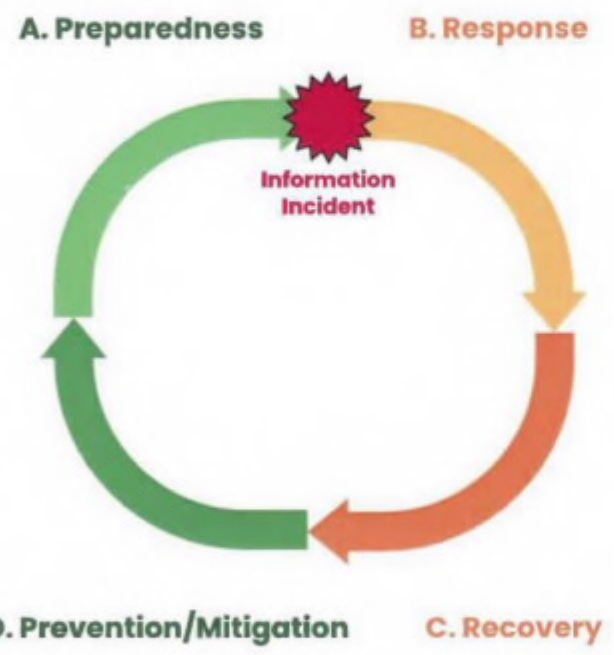 A. Preparedness
B. Response
Information
Incident
D. Prevention/Mitigation
C. Recovery